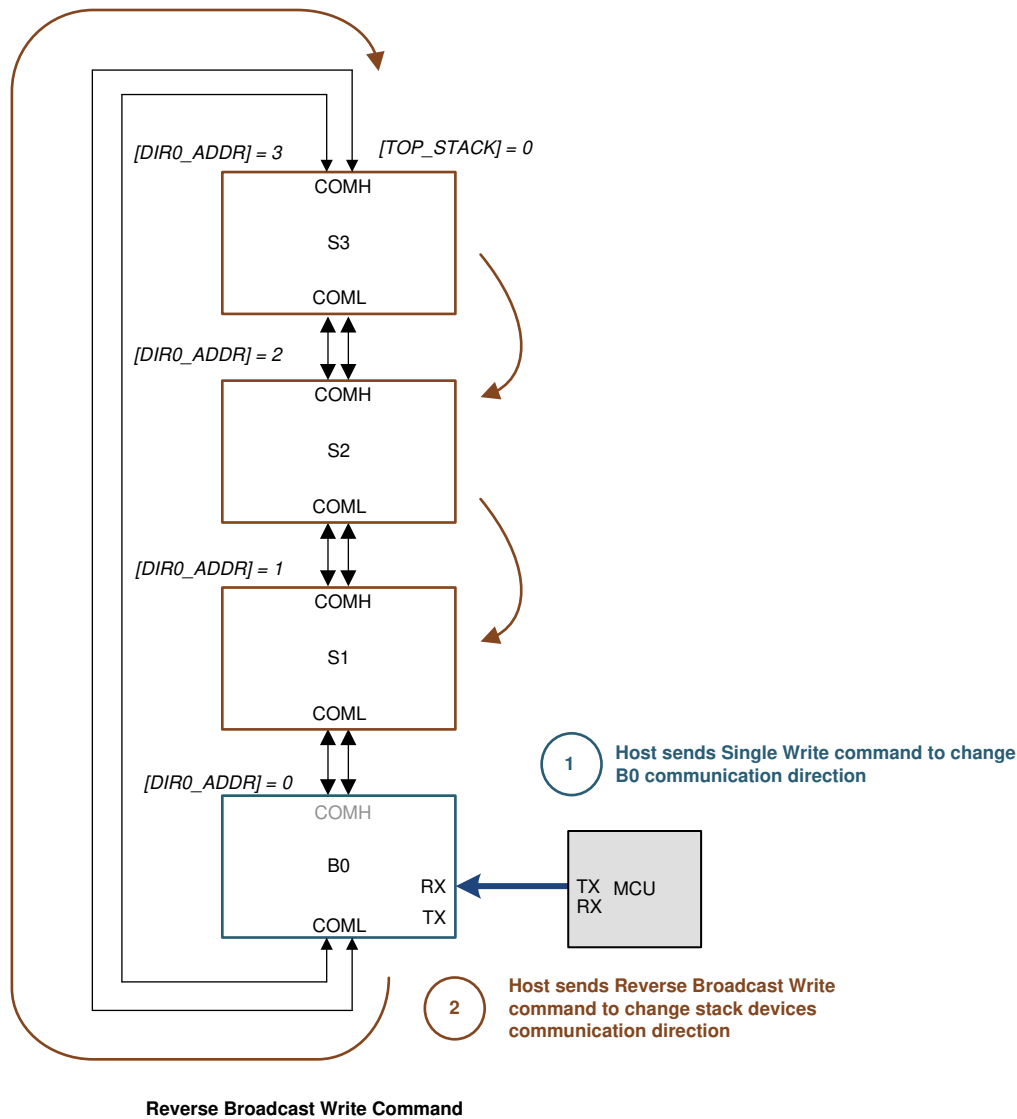 [DIR0_ADDR] = 3
[TOP_STACK] = 0
COMH
S3
COML
[DIR0_ADDR] = 2
COMH
S2
COML
[DIR0_ADDR] = 1
COMH
S1
COML
1
Host sends Single Write command to change
B0 communication direction
[DIR0_ADDR] = 0
COMH
B0
RX
TX
COML
TX
MCU
RX
2
Host sends Reverse Broadcast Write
command to change stack devices
communication direction
Reverse Broadcast Write Command